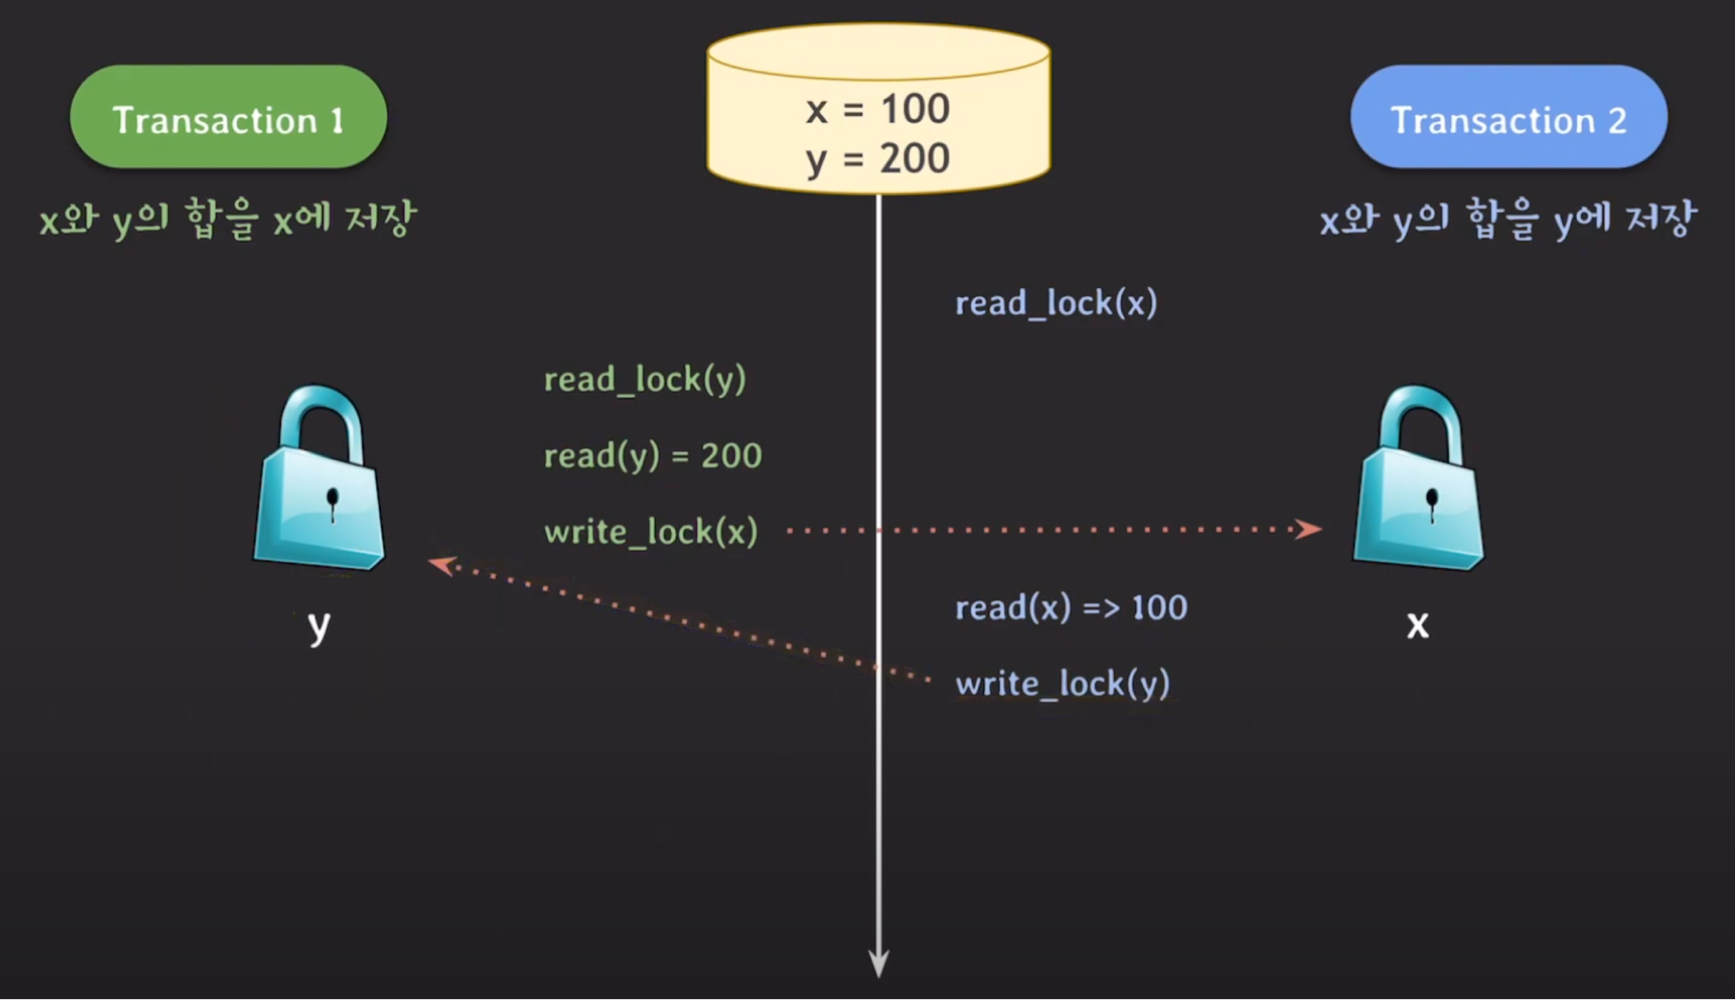 Transaction 1
x = 100
y = 200
Transaction 2
x와 y의 합을 x에 저장
x와 y의 합을 y에 저장
read_lock(x)
read_lock(y)
read(y) = 200
write_lock(x)
read(x) => 100
write_lock(y)
y
x